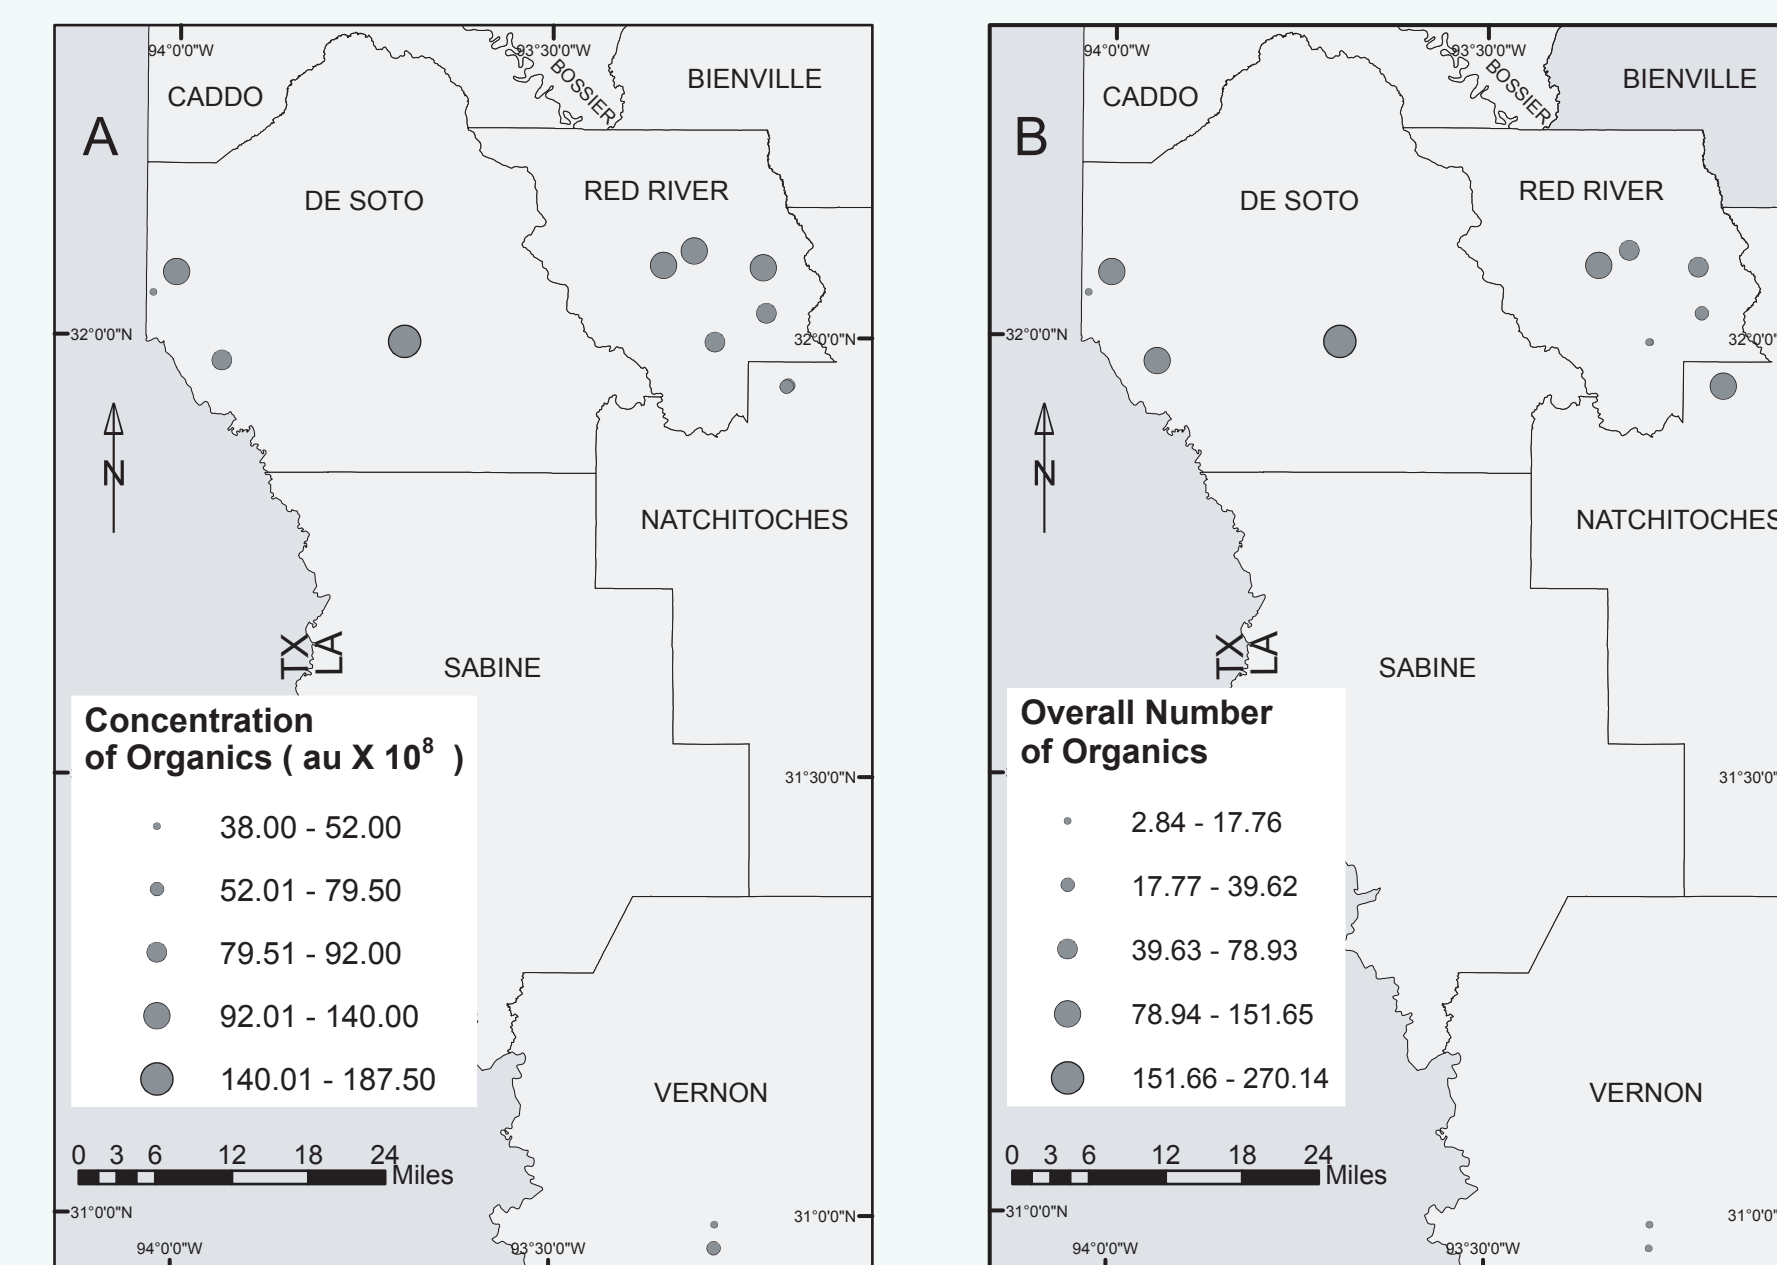 94°0'0"W
93°30'0"W
BOSSIER
BIENVILLE
CADDO
A
DE SOTO
RED RIVER
32°0'0"N
32°0'0"N
N
NATCHITOCHES
TX
LA
SABINE
Concentration
of Organics ( au X 10⁸ )
38.00 - 52.00
52.01 - 79.50
79.51 - 92.00
92.01 - 140.00
140.01 - 187.50
31°30'0"N
VERNON
0 3 6 12 18 24
Miles
31°0'0"N
31°0'0"N
94°0'0"W
93°30'0"W
94°0'0"W
93°30'0"W
BOSSIER
BIENVILLE
CADDO
B
DE SOTO
RED RIVER
32°0'0"N
32°0'0"
N
NATCHITOCHES
TX
LA
SABINE
Overall Number
of Organics
2.84 - 17.76
17.77 - 39.62
39.63 - 78.93
78.94 - 151.65
151.66 - 270.14
31°30'0"
VERNON
0 3 6 12 18 24
Miles
31°0'0"N
31°0'0"
94°0'0"W
93°30'0"W